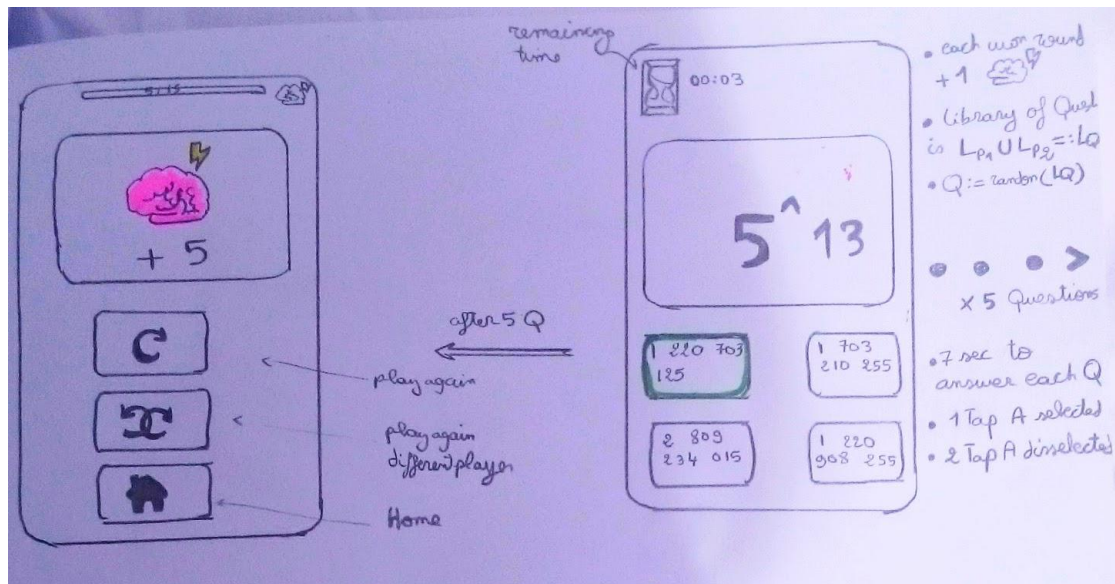 5/15
+ 5
play again
play again
different player
Home
after 5 Q
remaining
time
00:03
5^13
1 220 703
125
1 703
210 255
2 809
234 015
1 220
908 255
• each won round
+1
• Library of Quest
is Lp1 ∪ Lp2 =: LQ
• Q := random(LQ)
x 5 Questions
• 7 sec to
answer each Q
• 1 Tap A selected
• 2 Tap A disselected